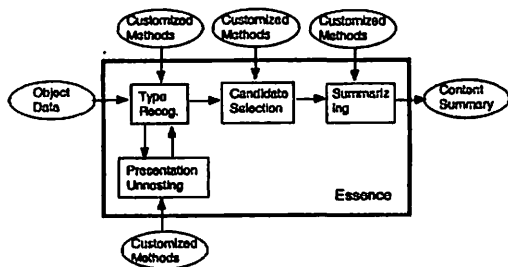 Customized
Methods
Customized
Methods
Customized
Methods
Object
Data
Type
Recog.
Candidate
Selection
Summariz
ing
Content
Summary
Presentation
Unnesting
Essence
Customized
Methods